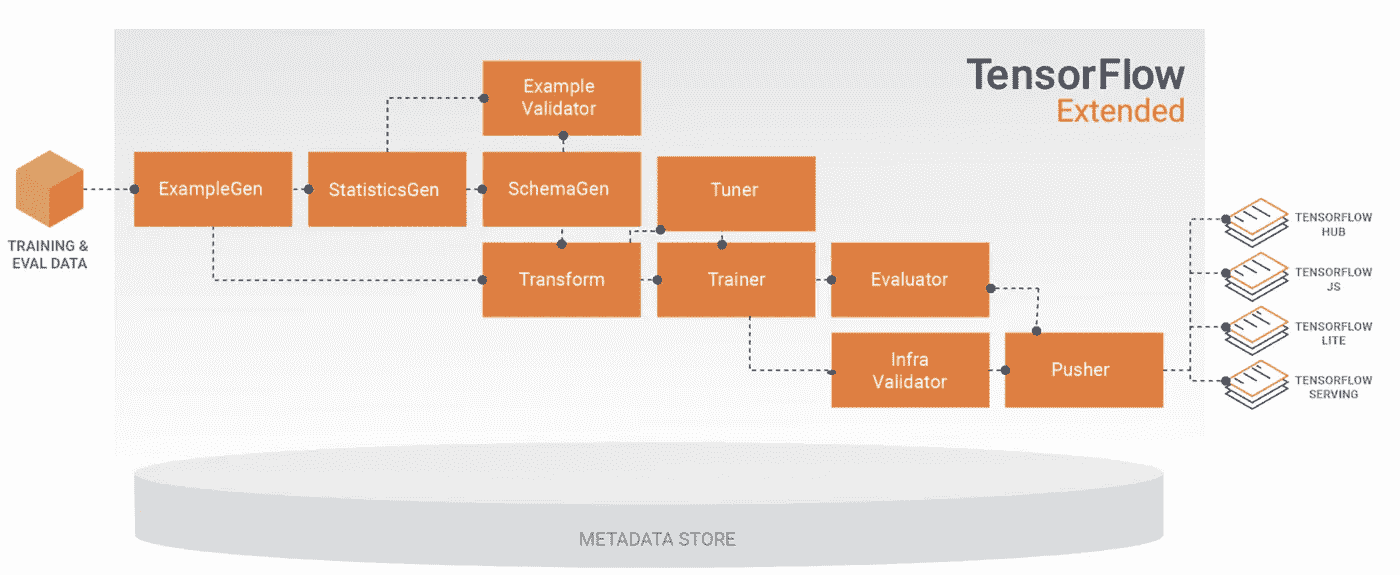 TensorFlow
Extended
Example
Validator
ExampleGen
StatisticsGen
SchemaGen
Tuner
TRAINING &
EVAL DATA
Transform
Trainer
Evaluator
Infra
Validator
Pusher
TENSORFLOW
HUB
TENSORFLOW
JS
TENSORFLOW
LITE
TENSORFLOW
SERVING
METADATA STORE